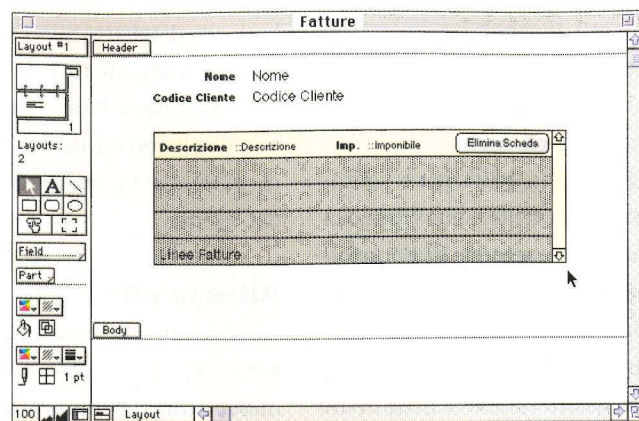 Fatture
Layout #1
Header
1
Nome Nome
Codice Cliente Codice Cliente
Layouts:
2
Descrizione ::Descrizione Imp. ::Imponibile Elimina Scheda
A
Field
Linee Fatture
Part
Body
1 pt
100 Layout